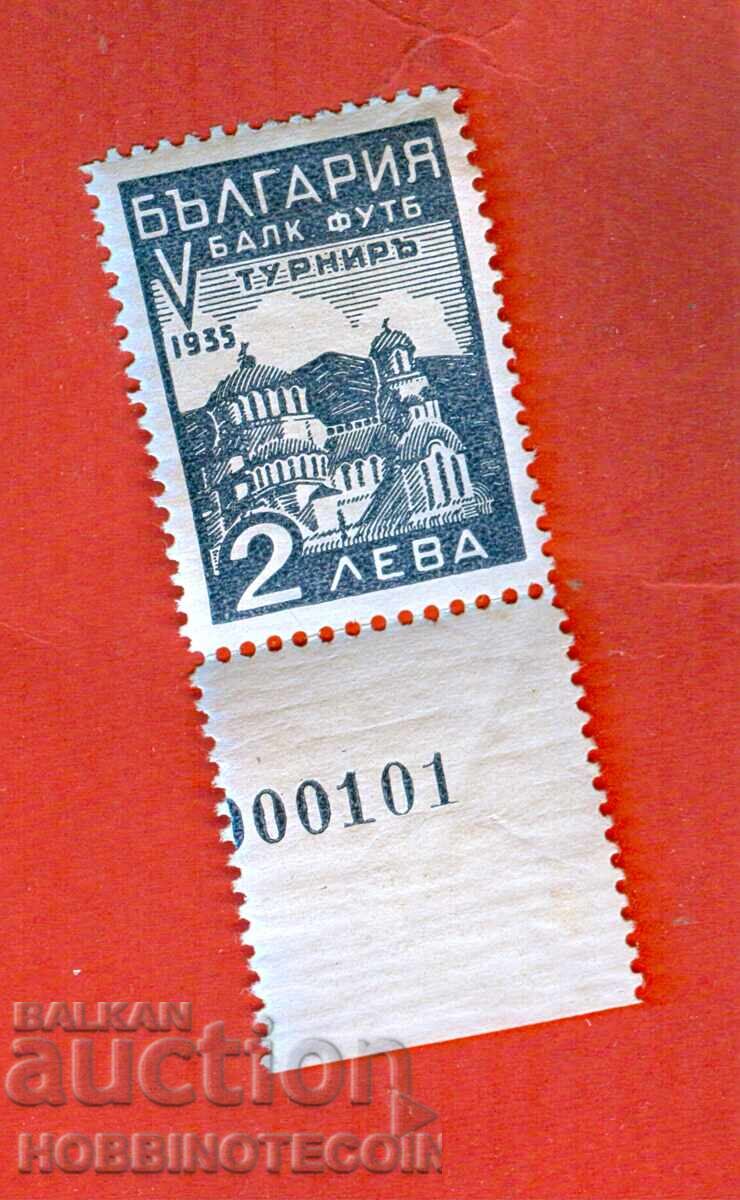 БЪЛГАРИЯ
V БАЛК ФУТБ
ТУРНИРЪ
1935
2 ЛЕВА
000101
BALKAN
auction
HOBBINOTECOIN